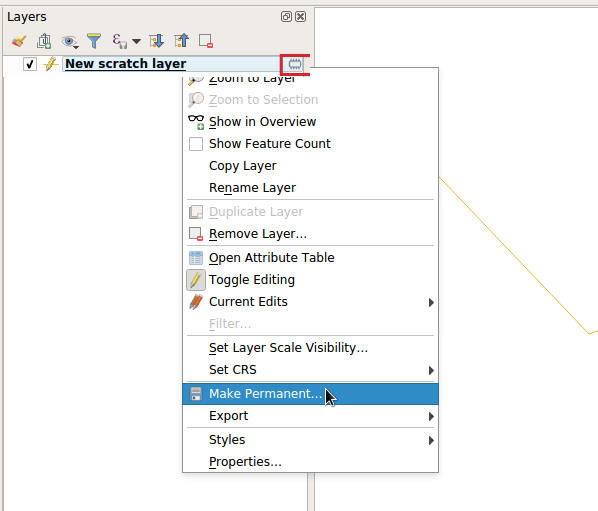 Layers
New scratch layer
Zoom to Layer
Zoom to Selection
Show in Overview
Show Feature Count
Copy Layer
Rename Layer
Duplicate Layer
Remove Layer…
Open Attribute Table
Toggle Editing
Current Edits
Filter…
Set Layer Scale Visibility…
Set CRS
Make Permanent…
Export
Styles
Properties…